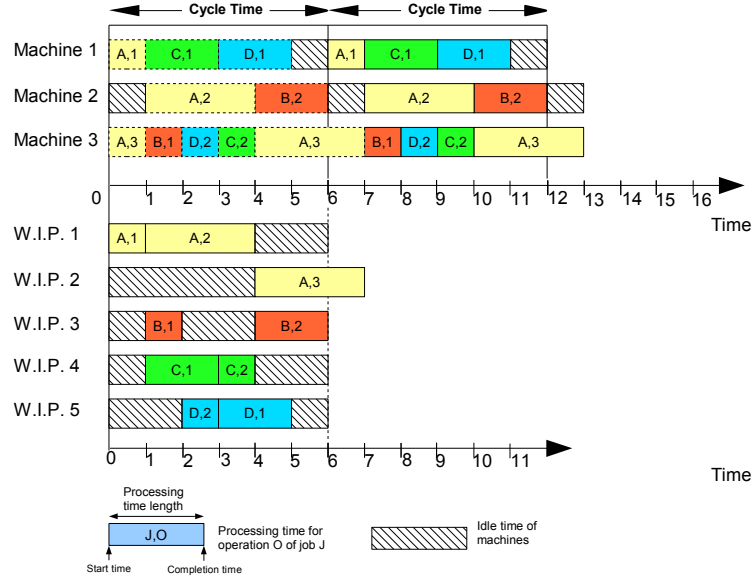 Cycle Time Cycle Time
Machine 1 A,1 C,1 D,1 A,1 C,1 D,1
Machine 2 A,2 B,2 A,2 B,2
Machine 3 A,3 B,1 D,2 C,2 A,3 B,1 D,2 C,2 A,3
0 1 2 3 4 5 6 7 8 9 10 11 12 13 14 15 16
Time
W.I.P. 1 A,1 A,2
W.I.P. 2 A,3
W.I.P. 3 B,1 B,2
W.I.P. 4 C,1 C,2
W.I.P. 5 D,2 D,1
0 1 2 3 4 5 6 7 8 9 10 11
Time
Processing
time length
J,O
Start time
Completion time
Processing time for
operation O of job J
Idle time of
machines